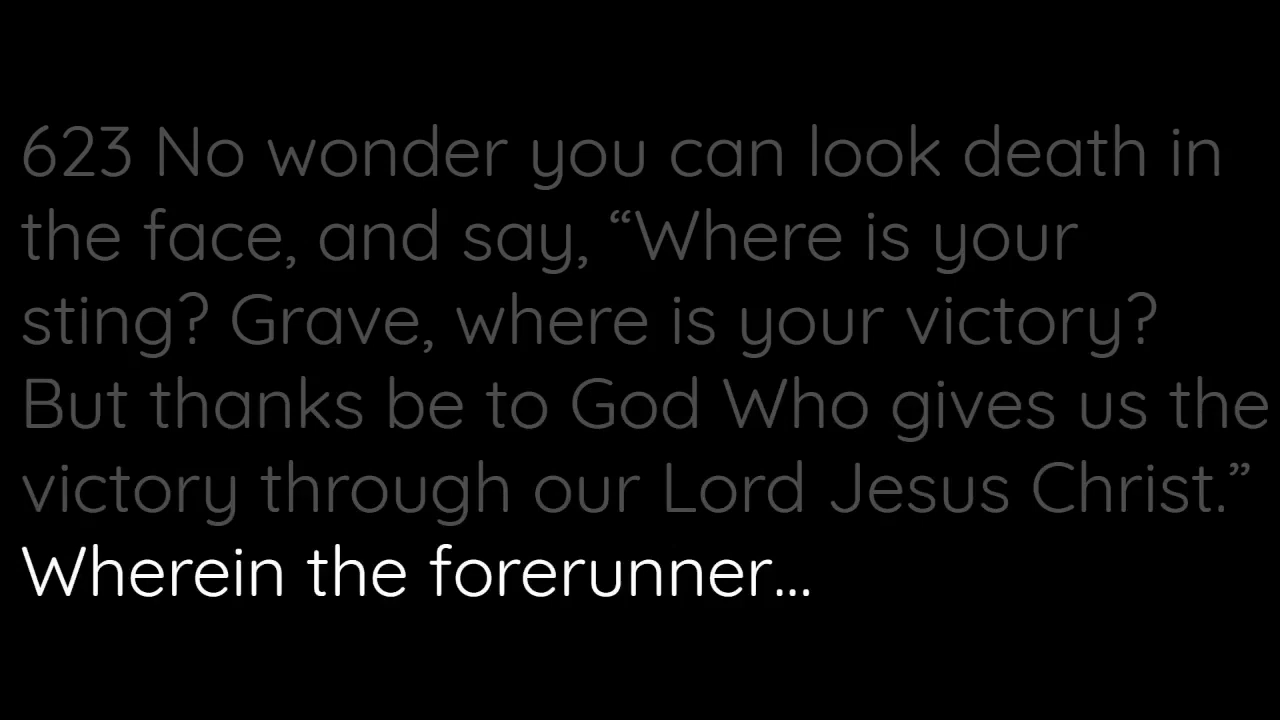 623 No wonder you can look death in
the face, and say, “Where is your
sting? Grave, where is your victory?
But thanks be to God Who gives us the
victory through our Lord Jesus Christ.”
Wherein the forerunner...